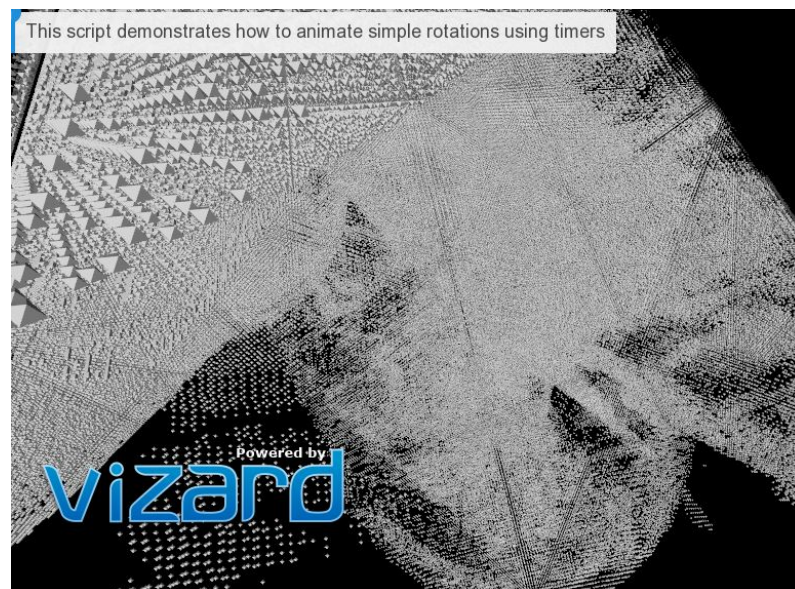 This script demonstrates how to animate simple rotations using timers
Powered by
vizard